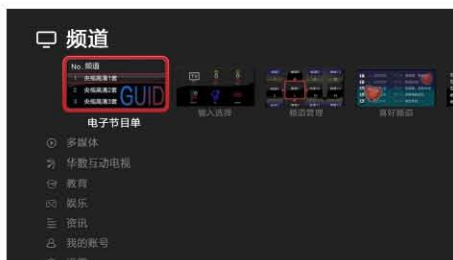 频道
No. 频道
1 央视高清1套
2 央视高清2套
3 央视高清3套
GUID
电子节目单
TV
输入选择
频道管理
喜好频道
多媒体
华数互动电视
教育
娱乐
资讯
我的账号